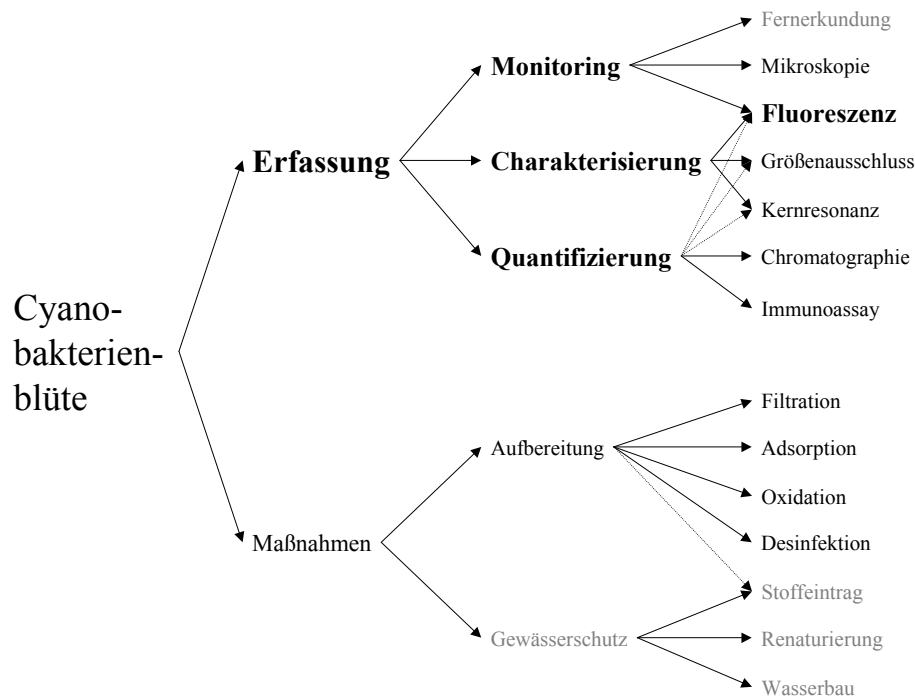 Cyano-
bakterien-
blüte
Erfassung
Maßnahmen
Monitoring
Charakterisierung
Quantifizierung
Aufbereitung
Gewässerschutz
Fernerkundung
Mikroskopie
Fluoreszenz
Größenausschluss
Kernresonanz
Chromatographie
Immunoassay
Filtration
Adsorption
Oxidation
Desinfektion
Stoffeintrag
Renaturierung
Wasserbau